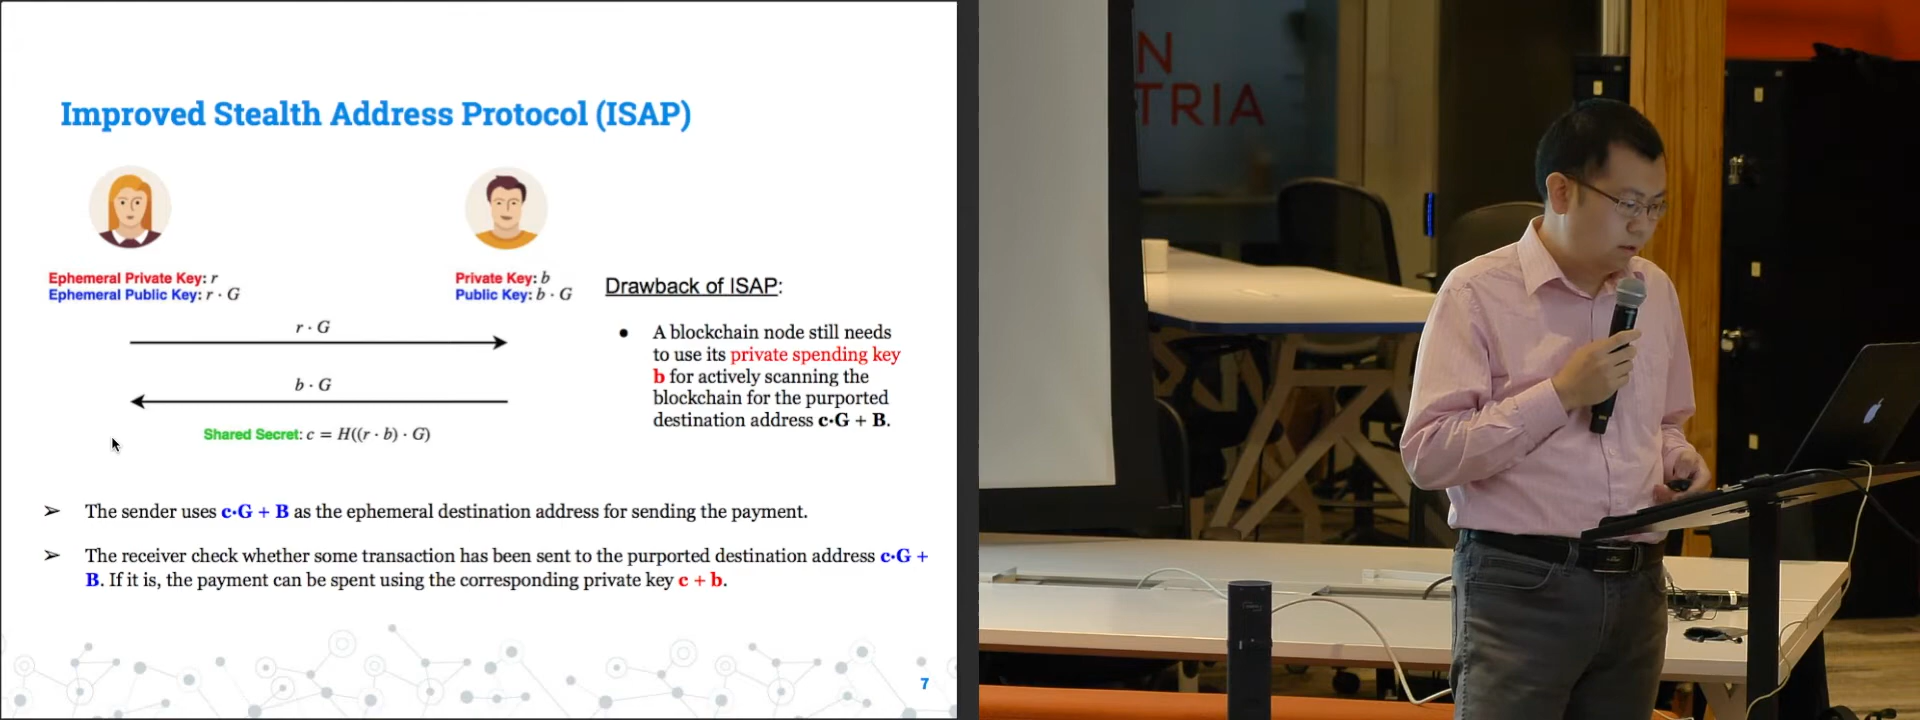 Improved Stealth Address Protocol (ISAP)
Ephemeral Private Key: r
Ephemeral Public Key: r · G
Private Key: b
Public Key: b · G
r · G
b · G
Shared Secret: c = H((r · b) · G)
Drawback of ISAP:
● A blockchain node still needs
to use its private spending key
b for actively scanning the
blockchain for the purported
destination address c·G + B.
➢ The sender uses c·G + B as the ephemeral destination address for sending the payment.
➢ The receiver check whether some transaction has been sent to the purported destination address c·G +
B. If it is, the payment can be spent using the corresponding private key c + b.
7
N
TRIA